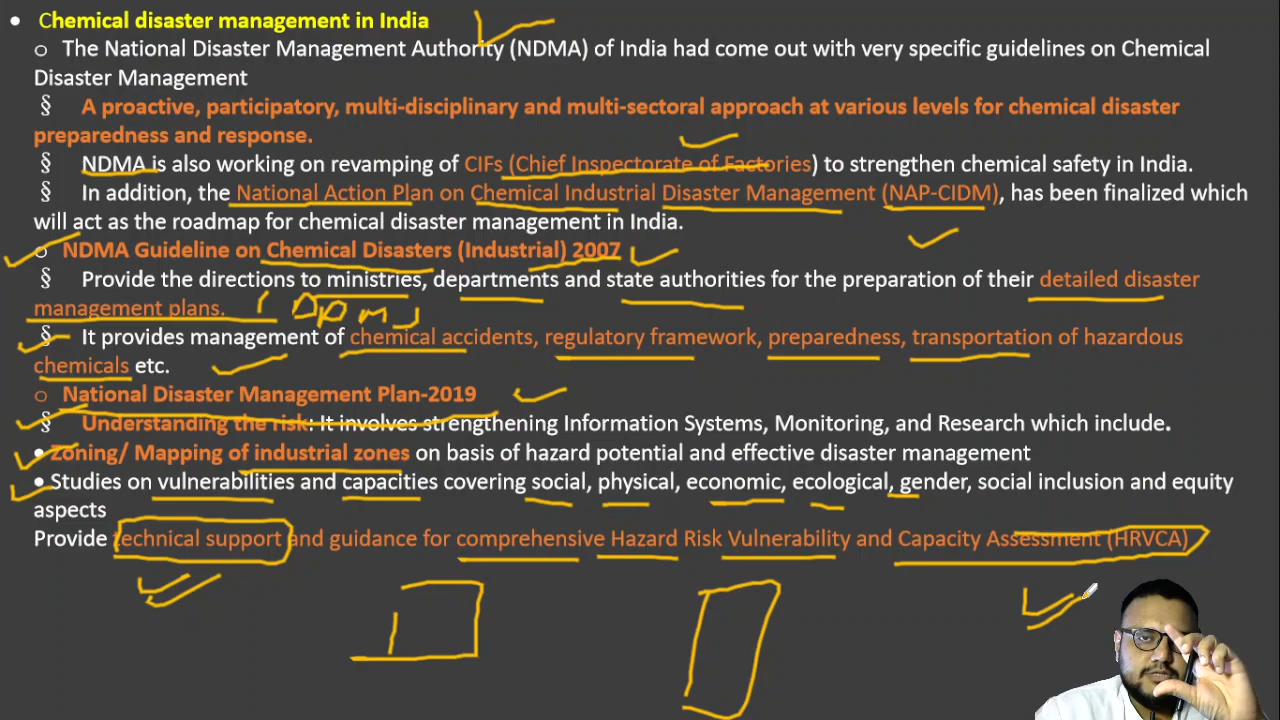 • Chemical disaster management in India
o The National Disaster Management Authority (NDMA) of India had come out with very specific guidelines on Chemical
Disaster Management
§ A proactive, participatory, multi-disciplinary and multi-sectoral approach at various levels for chemical disaster
preparedness and response.
§ NDMA is also working on revamping of CIFs (Chief Inspectorate of Factories) to strengthen chemical safety in India.
§ In addition, the National Action Plan on Chemical Industrial Disaster Management (NAP-CIDM), has been finalized which
will act as the roadmap for chemical disaster management in India.
o NDMA Guideline on Chemical Disasters (Industrial) 2007
§ Provide the directions to ministries, departments and state authorities for the preparation of their detailed disaster
management plans.
§ It provides management of chemical accidents, regulatory framework, preparedness, transportation of hazardous
chemicals etc.
o National Disaster Management Plan-2019
§ Understanding the risk: It involves strengthening Information Systems, Monitoring, and Research which include.
• Zoning/ Mapping of industrial zones on basis of hazard potential and effective disaster management
• Studies on vulnerabilities and capacities covering social, physical, economic, ecological, gender, social inclusion and equity
aspects
Provide technical support and guidance for comprehensive Hazard Risk Vulnerability and Capacity Assessment (HRVCA)